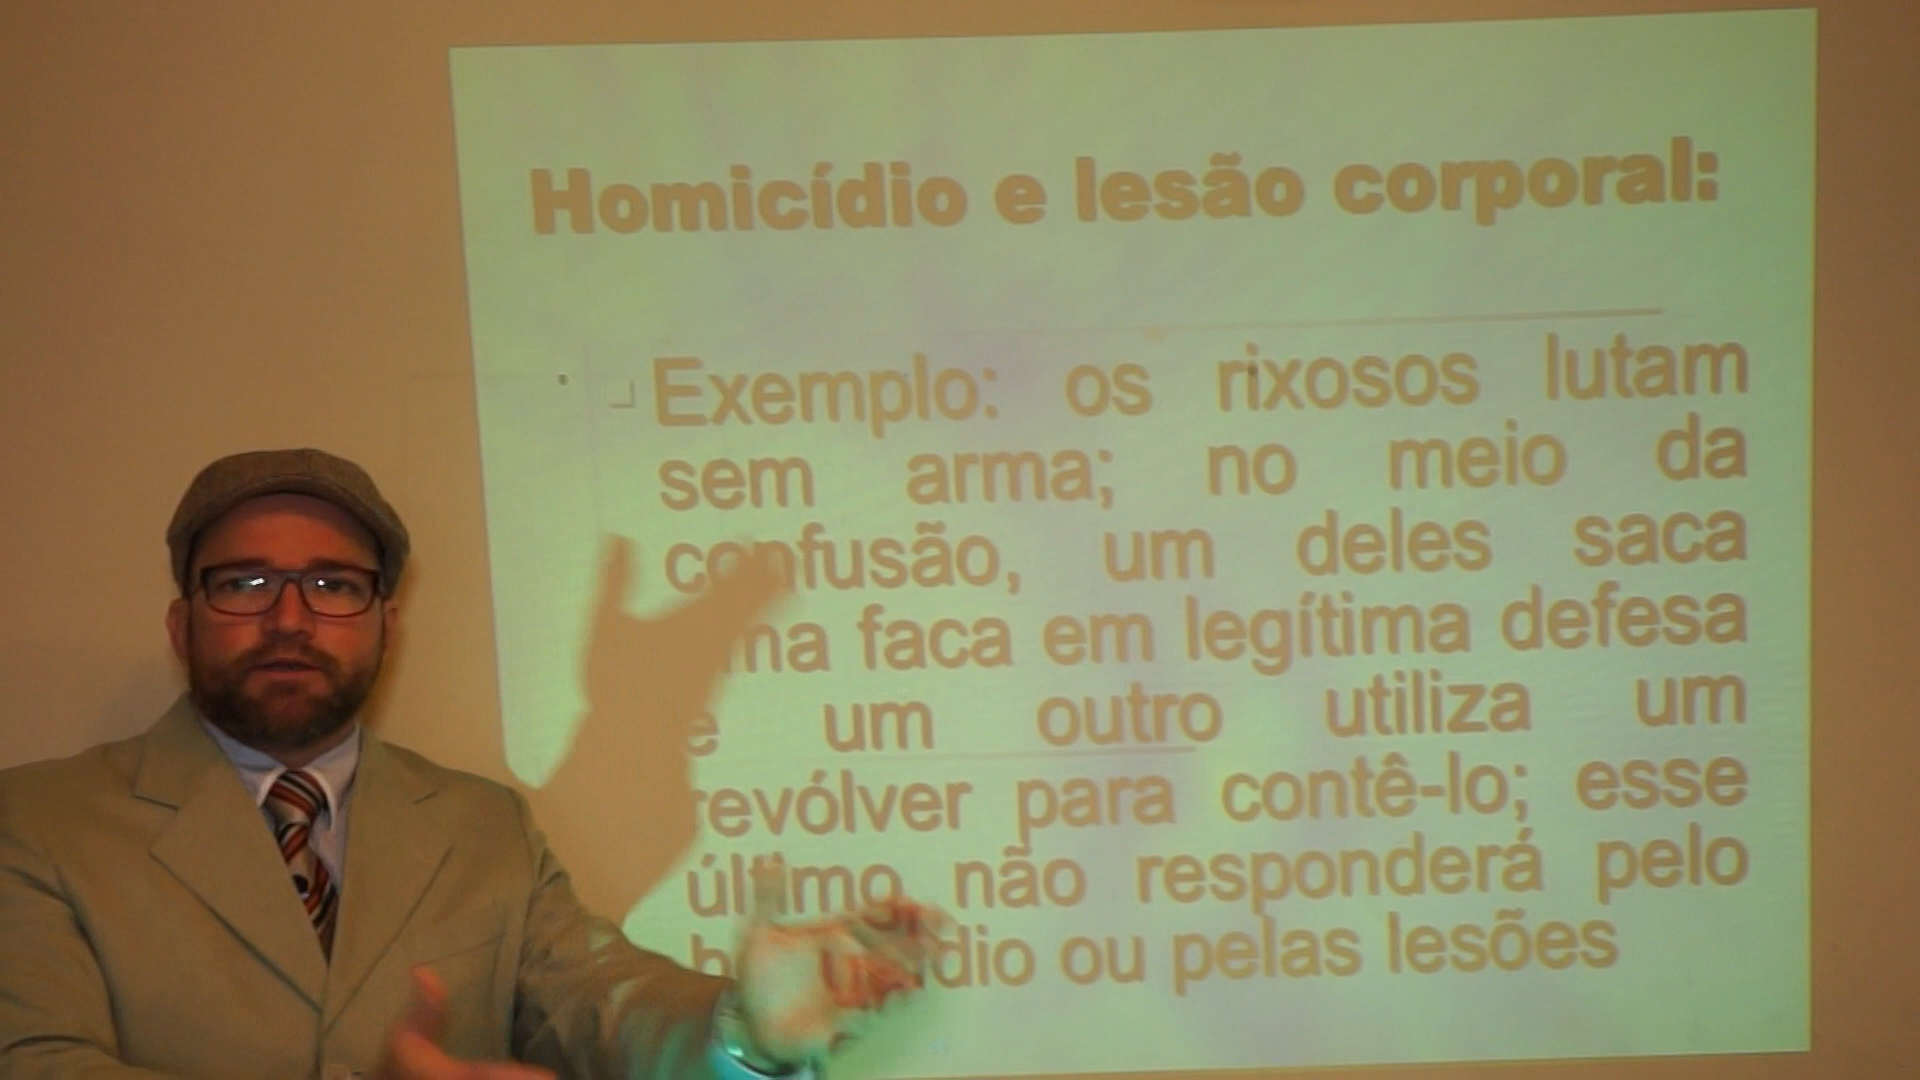 Homicídio e lesão corporal:
Exemplo: os rixosos lutam
sem arma; no meio da
confusão, um deles saca
faca em legítima defesa
e um outro utiliza um
revólver para contê-lo; esse
último não responderá pelo
ou pelas lesões